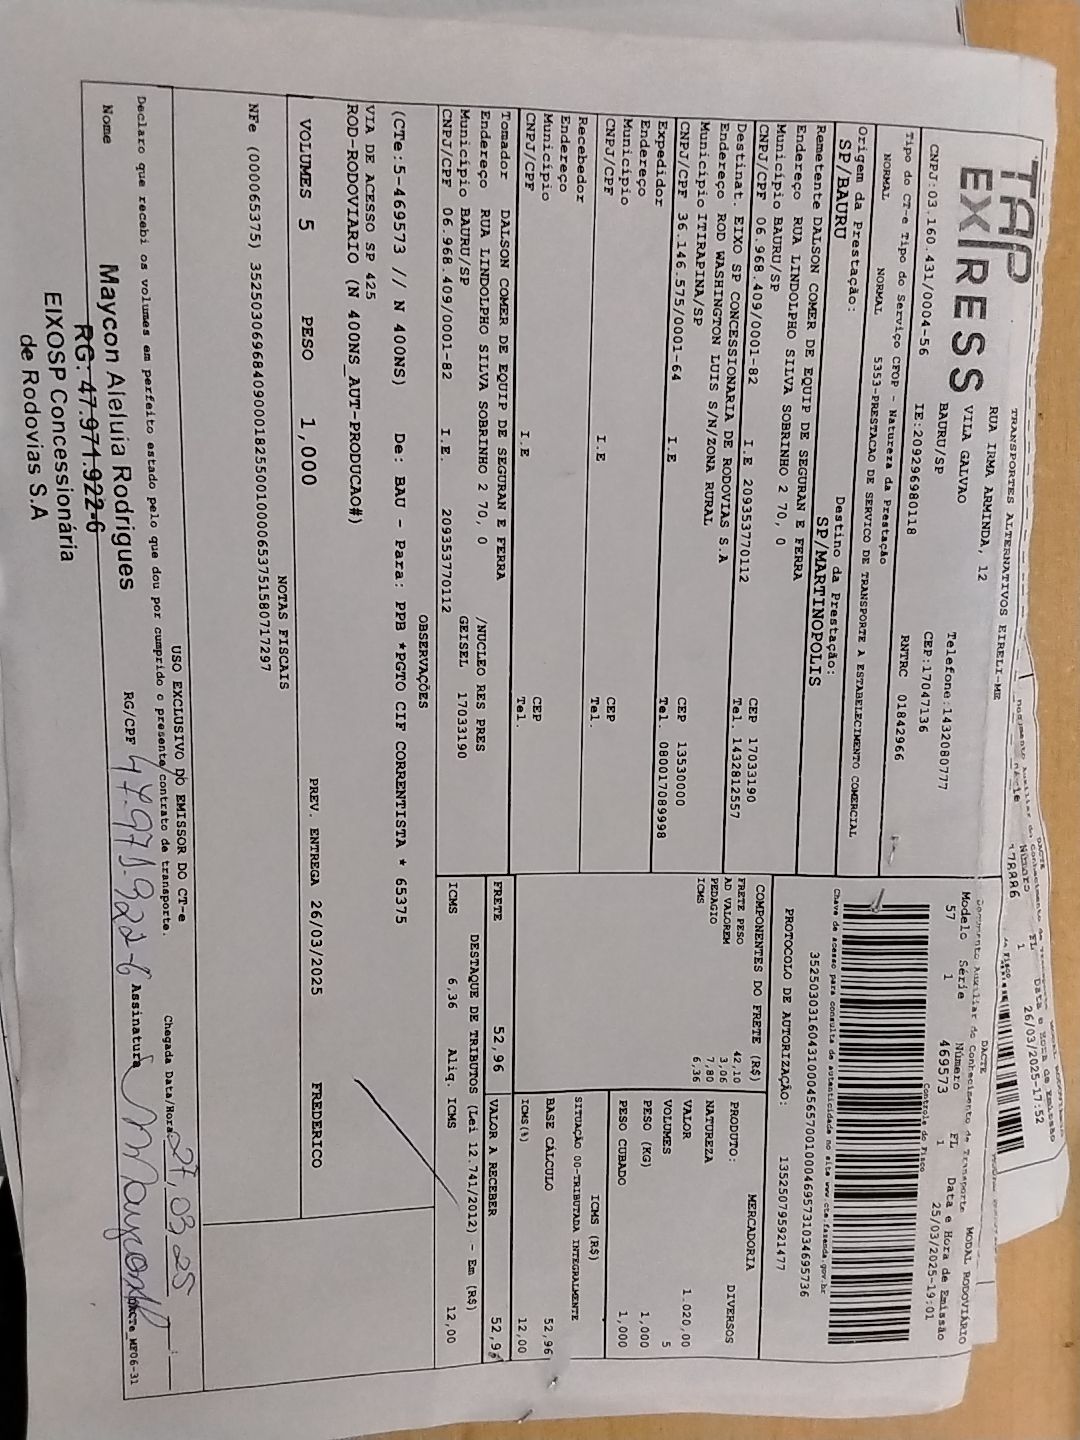 TAP
EXPRESS
TRANSPORTES ALTERNATIVOS EIRELI-ME
RUA IRMA ARMINDA, 12
VILA GALVAO
BAURU/SP
Telefone:1432080777
CEP:17047136
CNPJ:03.160.431/0004-56 IE:209296980118 RNTRC 01842966
Tipo do CT-e Tipo do Serviço CFOP - Natureza da Prestação
NORMAL NORMAL 5353-PRESTACAO DE SERVICO DE TRANSPORTE A ESTABELECIMENTO COMERCIAL
Origem da Prestação: Destino da Prestação:
SP/BAURU SP/MARTINOPOLIS
Remetente DALSON COMER DE EQUIP DE SEGURAN E FERRA
Endereço RUA LINDOLPHO SILVA SOBRINHO 2 70, 0
Município BAURU/SP CEP 17033190
CNPJ/CPF 06.968.409/0001-82 I.E 209353770112 Tel. 1432812557
Destinat. EIXO SP CONCESSIONARIA DE RODOVIAS S.A
Endereço ROD WASHINGTON LUIS S/N/ZONA RURAL
Município ITIRAPINA/SP CEP 13530000
CNPJ/CPF 36.146.575/0001-64 I.E Tel. 080017089998
Expedidor
Endereço
Município CEP
CNPJ/CPF I.E Tel.
Recebedor
Endereço
Município CEP
CNPJ/CPF I.E Tel.
Tomador DALSON COMER DE EQUIP DE SEGURAN E FERRA
Endereço RUA LINDOLPHO SILVA SOBRINHO 2 70, 0 /NUCLEO RES PRES
Município BAURU/SP GEISEL 17033190
CNPJ/CPF 06.968.409/0001-82 I.E. 209353770112
DACTE
Número FL Data e Hora de Emissão
178886 1 26/03/2025-17:52
DACTE
Documento Auxiliar do Conhecimento de Transporte MODAL RODOVIÁRIO
Modelo Série Número FL Data e Hora de Emissão
57 1 469573 1 25/03/2025-19:01
Controle do Fisco
Chave de acesso para consulta de autenticidade no site www.cte.fazenda.gov.br
35250303160431000456570010004695731034695736
PROTOCOLO DE AUTORIZAÇÃO: 135250795921477
COMPONENTES DO FRETE (R$)
FRETE PESO 42,10
AD VALOREM 3,06
PEDAGIO 7,80
ICMS 6,36
MERCADORIA
PRODUTO: DIVERSOS
NATUREZA
VALOR 1.020,00
VOLUMES 5
PESO (KG) 1,000
PESO CUBADO 1,000
ICMS (R$)
SITUAÇÃO 00-TRIBUTADA INTEGRALMENTE
BASE CÁLCULO 52,96
ICMS(%) 12,00
FRETE 52,96 VALOR A RECEBER 52,96
DESTAQUE DE TRIBUTOS (Lei 12.741/2012) - Em (R$)
ICMS 6,36 Aliq. ICMS 12,00
OBSERVAÇÕES
(CTe:5-469573 // N 400NS) De: BAU - Para: PPB *PGTO CIF CORRENTISTA * 65375
VIA DE ACESSO SP 425
ROD-RODOVIARIO (N 400NS_AUT-PRODUCAO#)
VOLUMES 5 PESO 1,000 PREV. ENTREGA 26/03/2025 FREDERICO
NOTAS FISCAIS
NFe (000065375) 35250306968409000182550010000653751580717297
USO EXCLUSIVO DO EMISSOR DO CT-e
Declaro que recebi os volumes em perfeito estado pelo que dou por cumprido o presente contrato de transporte.
Chegada Data/Hora 27,03,25
Nome RG/CPF 47.971.922-6 Assinatura
DACTe_MF06-31
Maycon Aleluia Rodrigues
RG: 47.971.922-6
EIXOSP Concessionária
de Rodovias S.A